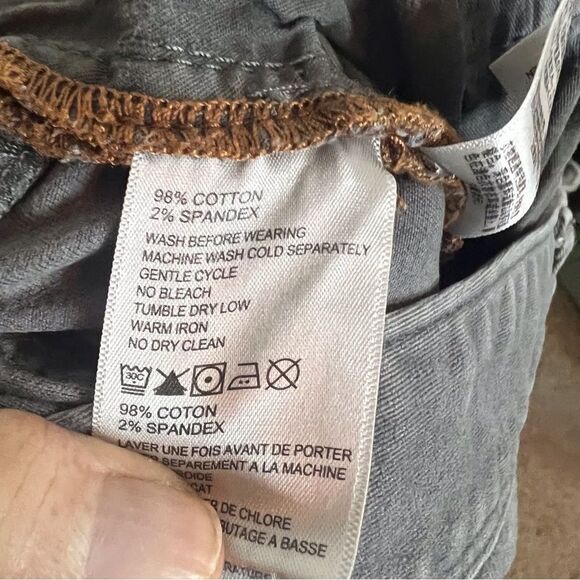 98% COTTON
2% SPANDEX
WASH BEFORE WEARING
MACHINE WASH COLD SEPARATELY
GENTLE CYCLE
NO BLEACH
TUMBLE DRY LOW
WARM IRON
NO DRY CLEAN
30C
98% COTON
2% SPANDEX
LAVER UNE FOIS AVANT DE PORTER
SEPAREMENT A LA MACHINE
DE CHLORE
A BASSE